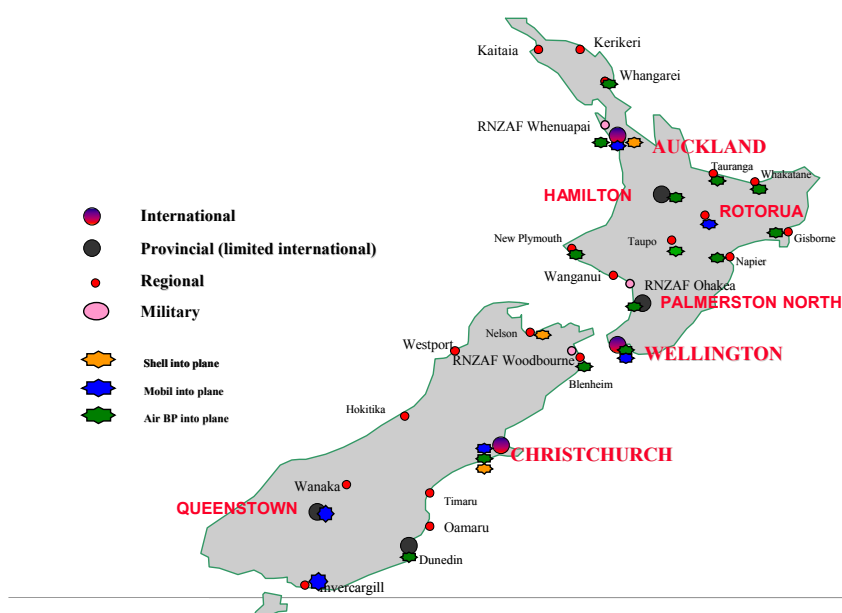 Kerikeri
Kaitaia
Whangarei
RNZAF Whenuapai
AUCKLAND
Tauranga
Whakatane
HAMILTON
ROTORUA
International
Provincial (limited international)
Regional
Military
New Plymouth
Taupo
Gisborne
Napier
Wanganui
RNZAF Ohakea
PALMERSTON NORTH
Nelson
Westport
RNZAF Woodbourne
WELLINGTON
Blenheim
Shell into plane
Mobil into plane
Air BP into plane
Hokitika
CHRISTCHURCH
Wanaka
Timaru
QUEENSTOWN
Oamaru
Dunedin
Invercargill